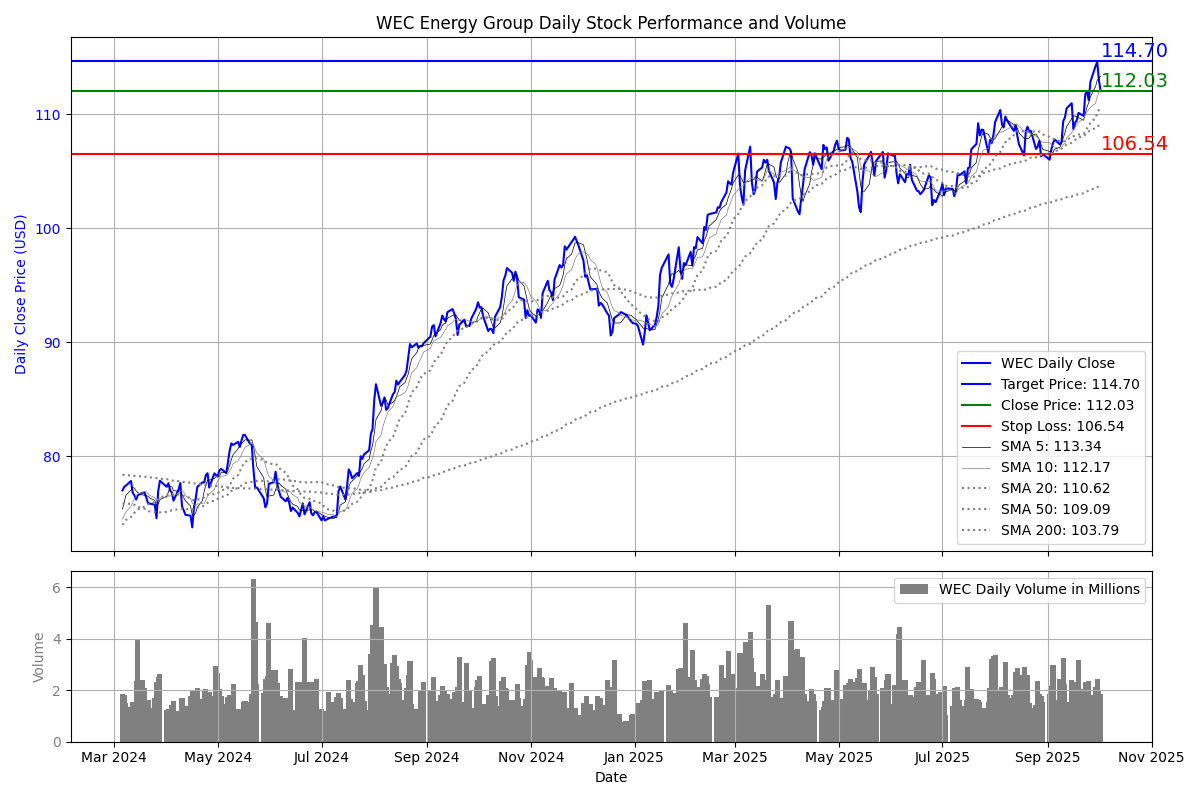 WEC Energy Group Daily Stock Performance and Volume
114.70
112.03
106.54
110
100
90
80
Daily Close Price (USD)
WEC Daily Close
Target Price: 114.70
Close Price: 112.03
Stop Loss: 106.54
SMA 5: 113.34
SMA 10: 112.17
SMA 20: 110.62
SMA 50: 109.09
SMA 200: 103.79
6
4
2
0
Volume
WEC Daily Volume in Millions
Mar 2024 May 2024 Jul 2024 Sep 2024 Nov 2024 Jan 2025 Mar 2025 May 2025 Jul 2025 Sep 2025 Nov 2025
Date